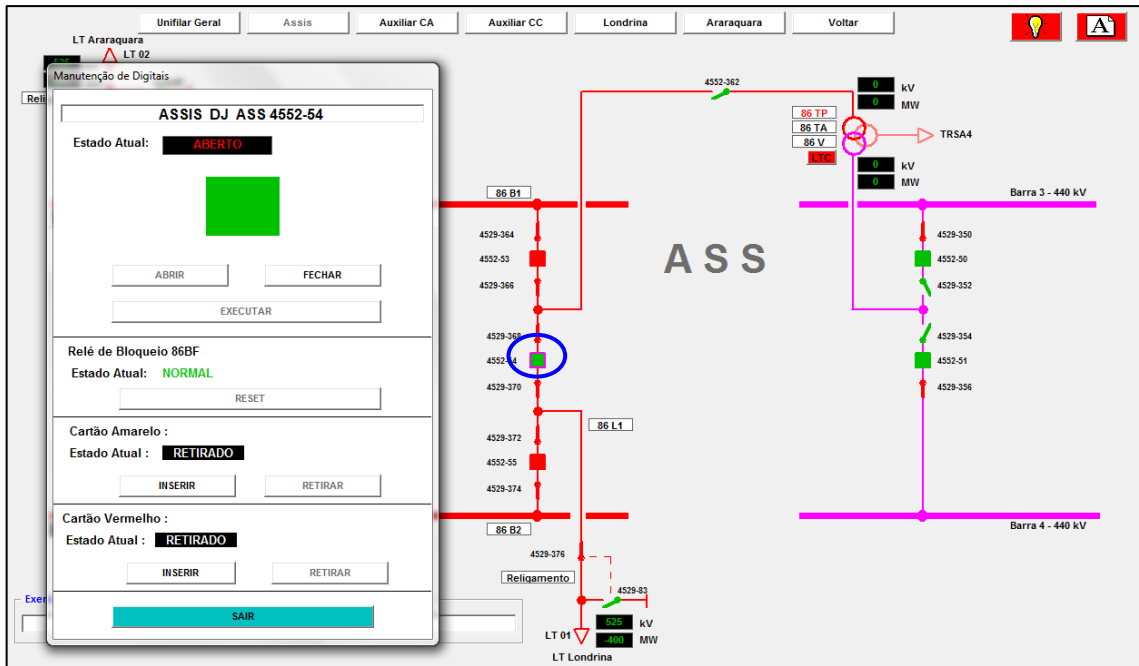 Unifilar Geral
Assis
Auxiliar CA
Auxiliar CC
Londrina
Araraquara
Voltar
A
LT Araraquara
LT 02
525
Manutenção de Digitais
ASSIS DJ ASS 4552-54
Estado Atual: ABERTO
ABRIR
FECHAR
EXECUTAR
Relé de Bloqueio 86BF
Estado Atual: NORMAL
RESET
Cartão Amarelo :
Estado Atual : RETIRADO
INSERIR
RETIRAR
Cartão Vermelho :
Estado Atual : RETIRADO
INSERIR
RETIRAR
SAIR
4552-362
0 kV
0 MW
86 TP
86 TA
86 V
LTC
TRSA4
0 kV
0 MW
86 B1
Barra 3 - 440 kV
4529-364
4552-53
4529-366
4529-368
4552-54
4529-370
86 L1
4529-372
4552-55
4529-374
86 B2
ASS
4529-350
4552-50
4529-352
4529-354
4552-51
4529-356
Barra 4 - 440 kV
4529-376
Religamento
4529-83
525 kV
-400 MW
LT 01
LT Londrina